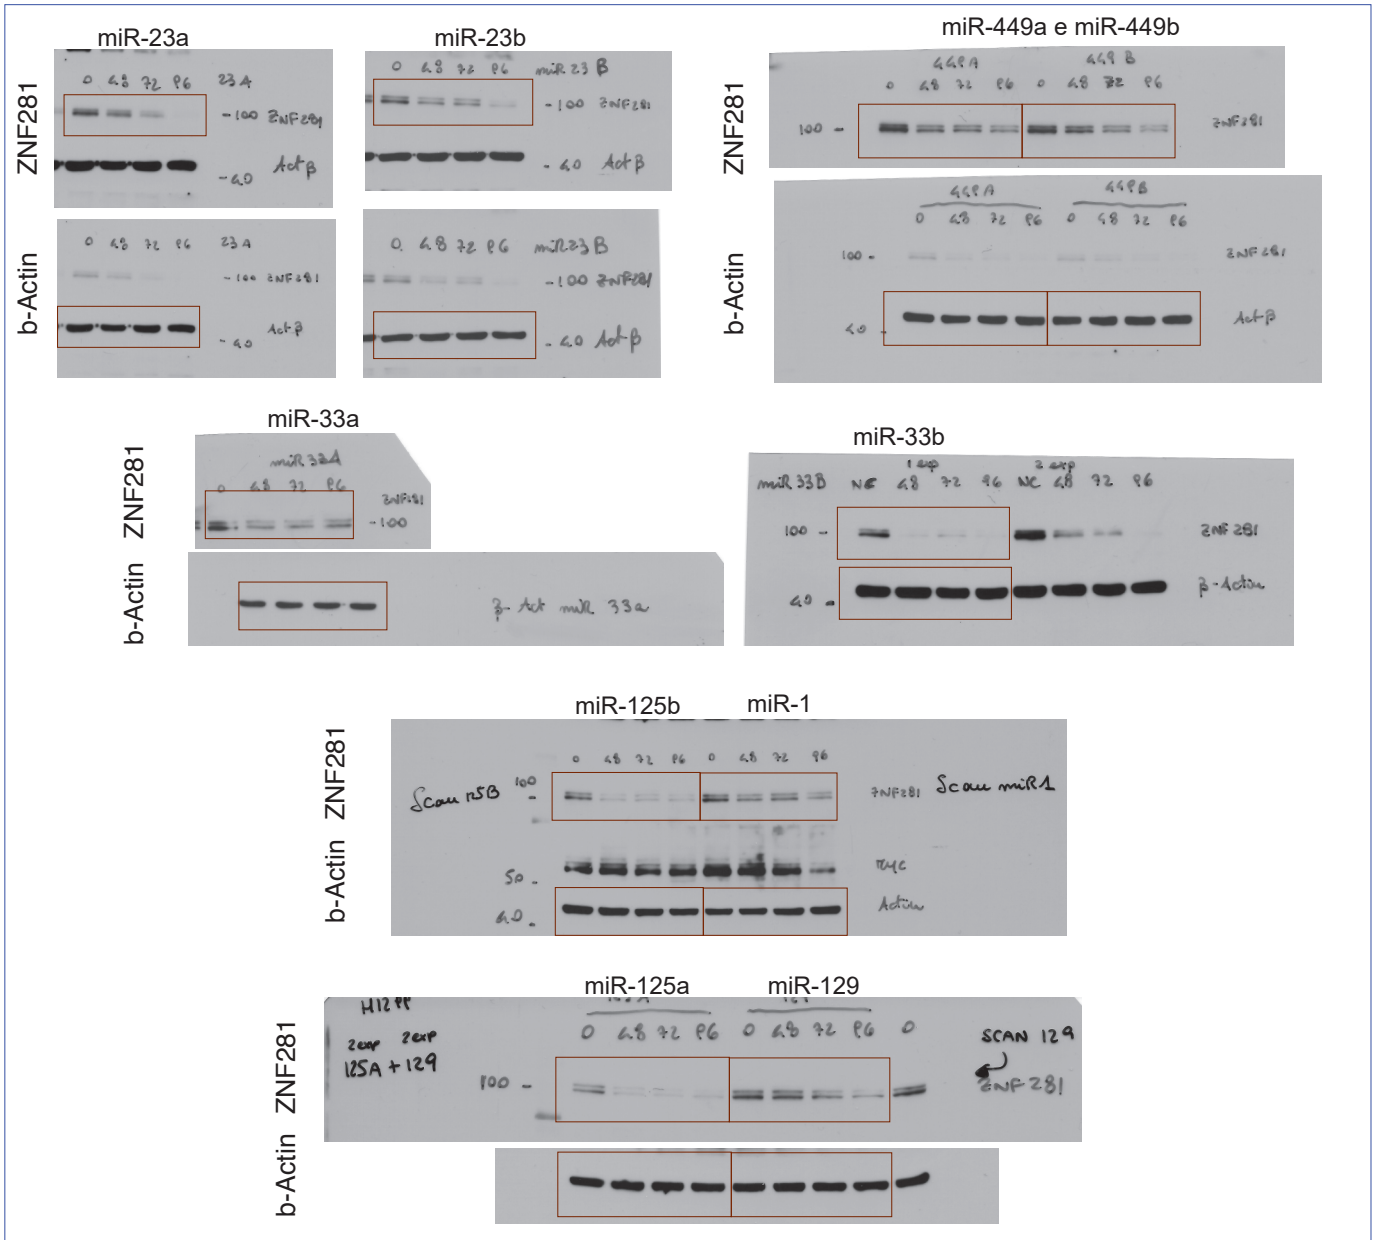 miR-23a
miR-23b
miR-449a e miR-449b
ZNF281
0 48 72 96 23A
-100 ZNF281
-40 Act β
0 48 72 96 miR 23 B
-100 ZNF281
-40 Act β
ZNF281
449A 449 B
0 48 72 96 0 48 72 96
100 - ZNF281
b-Actin
0 48 72 96 23A
-100 ZNF281
-40 Act β
0 48 72 96 miR23 B
-100 ZNF281
-40 Act β
b-Actin
449A 449B
0 48 72 96 0 48 72 96
100 - ZNF281
40 - Act β
miR-33a
miR-33b
ZNF281
miR 33A
0 48 72 96
ZNF281
-100
b-Actin
β-Act miR 33a
1 exp 2 exp
miR 33B NC 48 72 96 NC 48 72 96
100 - ZNF 281
40 - β-Actin
miR-125b miR-1
ZNF281
0 48 72 96 0 48 72 96
Scan 125B 100 - ZNF281 Scan miR1
b-Actin
50 - myc
40 - Actin
miR-125a miR-129
ZNF281
H1299
2exp 2exp
125A + 129
0 48 72 96 0 48 72 96 0
SCAN 129
100 - ZNF 281
b-Actin